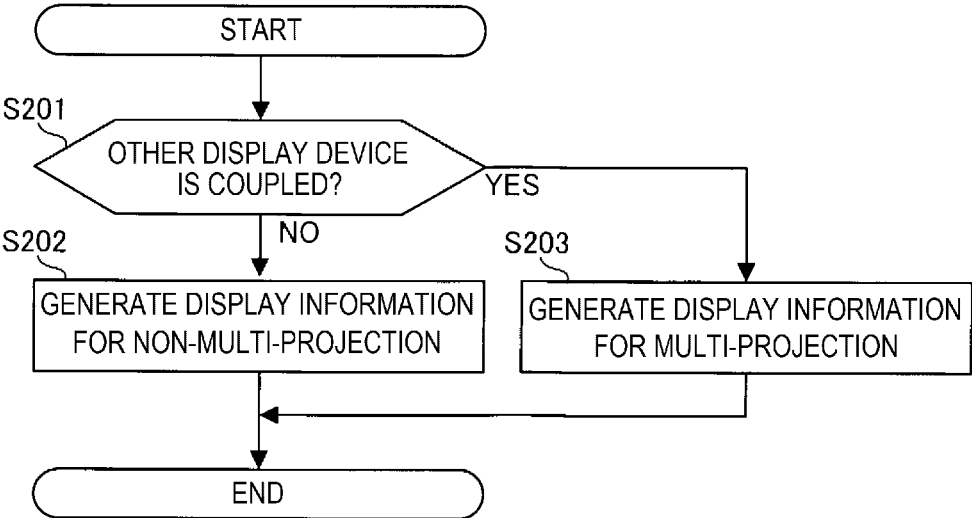 START
S201
OTHER DISPLAY DEVICE
IS COUPLED?
YES
NO
S202
GENERATE DISPLAY INFORMATION
FOR NON-MULTI-PROJECTION
S203
GENERATE DISPLAY INFORMATION
FOR MULTI-PROJECTION
END